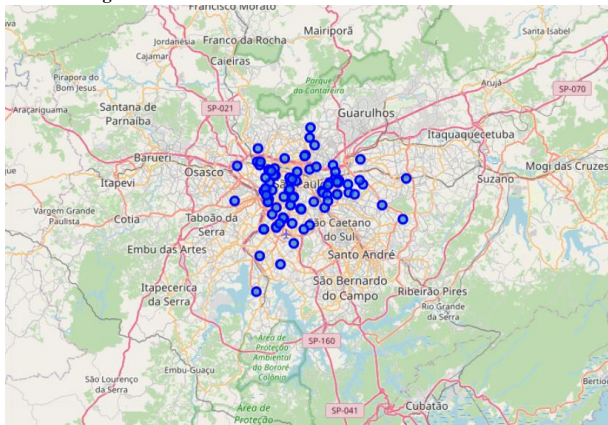 Francisco Morato
Mairiporã
Santa Isabel
Jordanésia
Franco da Rocha
Cajamar
Caieiras
Pirapora do
Bom Jesus
Parque
da Cantareira
Arujá
SP-070
Araçariguama
Santana de
Parnaíba
SP-021
Guarulhos
Itaquaquecetuba
Barueri
Osasco
Mogi das Cruzes
Itapevi
Suzano
Vargem Grande
Paulista
Cotia
Taboão da
Serra
São Caetano
do Sul
Embu das Artes
Santo André
Itapecerica
da Serra
São Bernardo
do Campo
Ribeirão Pires
Rio Grande
da Serra
SP-160
Área de
Proteção
Ambiental
do Bororé
Colônia
Embu-Guaçu
São Lourenço
da Serra
Bertio
Área de
Proteção
SP-041
Cubatão